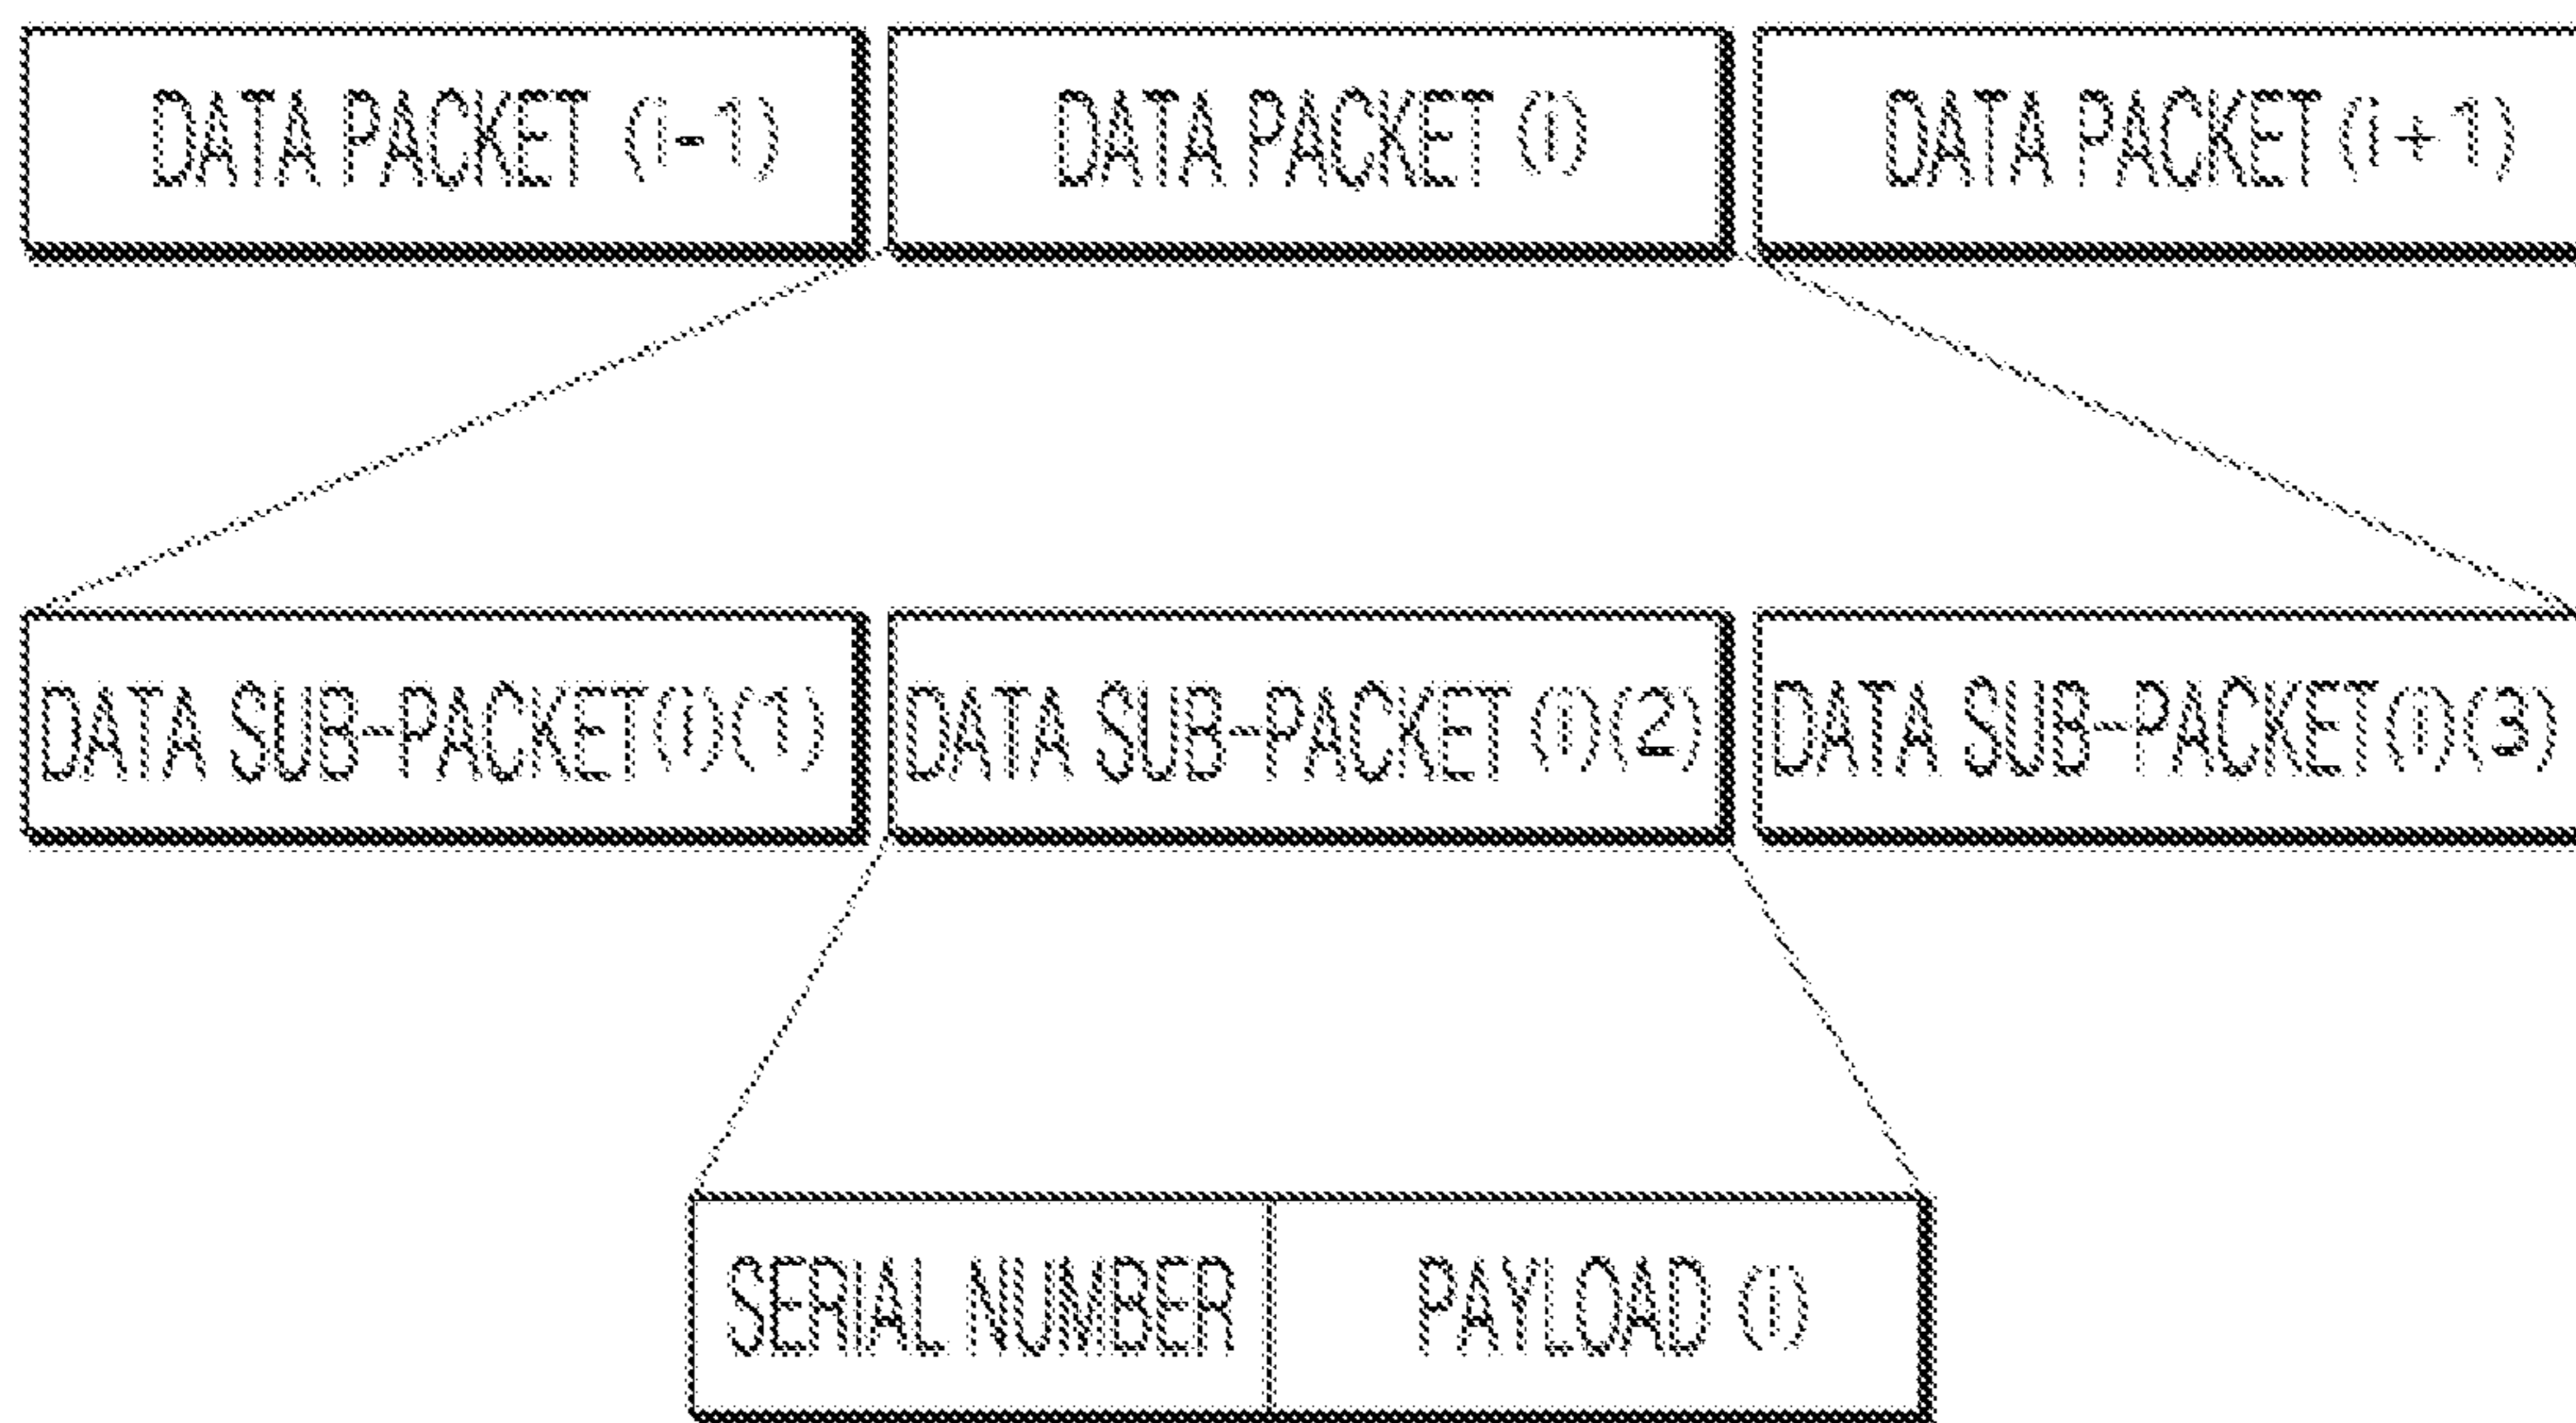 DATA PACKET (i-1) DATA PACKET (i) DATA PACKET (i+1)
DATA SUB-PACKET(i)(1) DATA SUB-PACKET (i)(2) DATA SUB-PACKET(i)(3)
SERIAL NUMBER PAYLOAD (i)